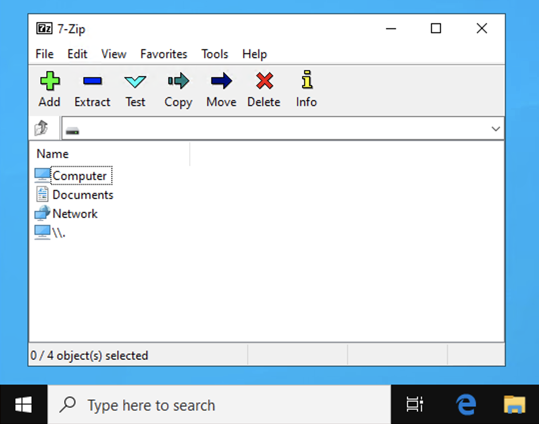 7z 7-Zip
File Edit View Favorites Tools Help
Add Extract Test Copy Move Delete Info
Name
Computer
Documents
Network
\\.
0 / 4 object(s) selected
Type here to search